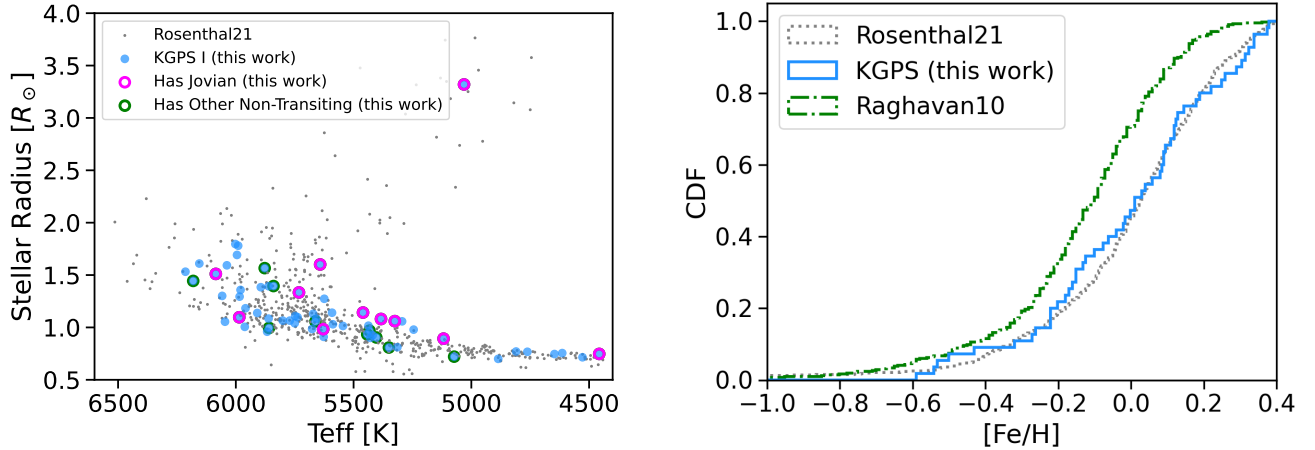 4.0
3.5
3.0
2.5
2.0
1.5
1.0
0.5
Stellar Radius [R⊙]
Rosenthal21
KGPS I (this work)
Has Jovian (this work)
Has Other Non-Transiting (this work)
6500 6000 5500 5000 4500
Teff [K]
1.0
0.8
0.6
0.4
0.2
0.0
CDF
Rosenthal21
KGPS (this work)
Raghavan10
−1.0 −0.8 −0.6 −0.4 −0.2 0.0 0.2 0.4
[Fe/H]